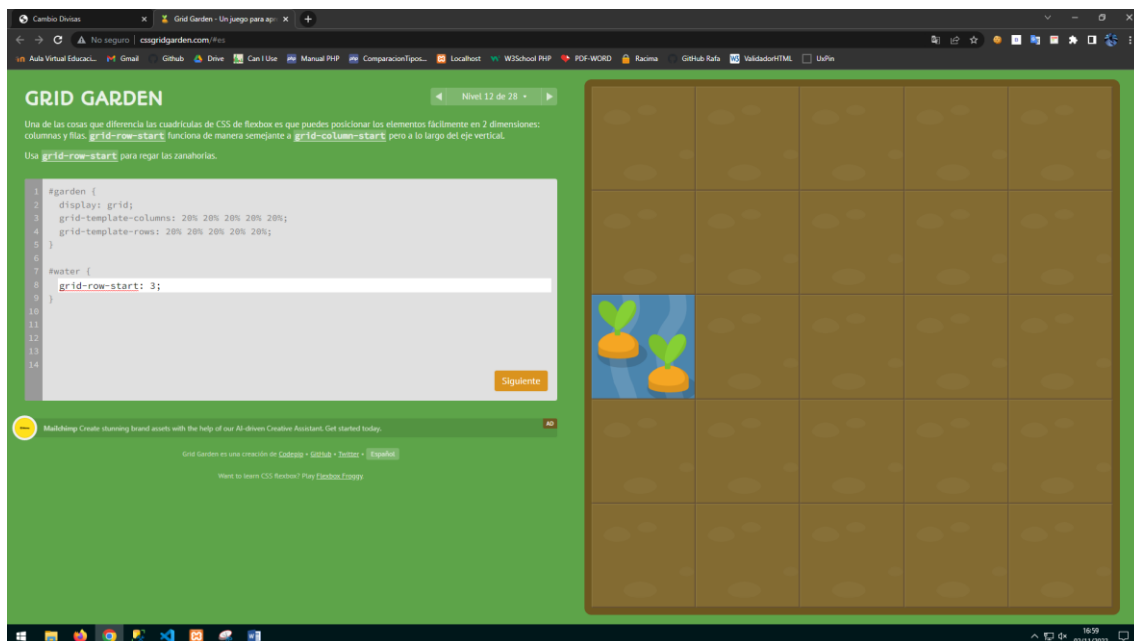 Cambio Divisas
Grid Garden - Un juego para apr
No seguro | cssgridgarden.com/#es
Aula Virtual Educaci... Gmail Github Drive Can I Use Manual PHP ComparacionTipos... Localhost W3School PHP PDF-WORD Racima GitHub Rafa ValidadorHTML UxPin
GRID GARDEN
Nivel 12 de 28
Una de las cosas que diferencia las cuadrículas de CSS de flexbox es que puedes posicionar los elementos fácilmente en 2 dimensiones:
columnas y filas. grid-row-start funciona de manera semejante a grid-column-start pero a lo largo del eje vertical.
Usa grid-row-start para regar las zanahorias.
1 #garden {
2 display: grid;
3 grid-template-columns: 20% 20% 20% 20% 20%;
4 grid-template-rows: 20% 20% 20% 20% 20%;
5 }
6
7 #water {
8 grid-row-start: 3;
9 }
10
11
12
13
14
Siguiente
Mailchimp Create stunning brand assets with the help of our AI-driven Creative Assistant. Get started today.
AD
Grid Garden es una creación de Codepip • GitHub • Twitter • Español
Want to learn CSS flexbox? Play Flexbox Froggy.
16:59